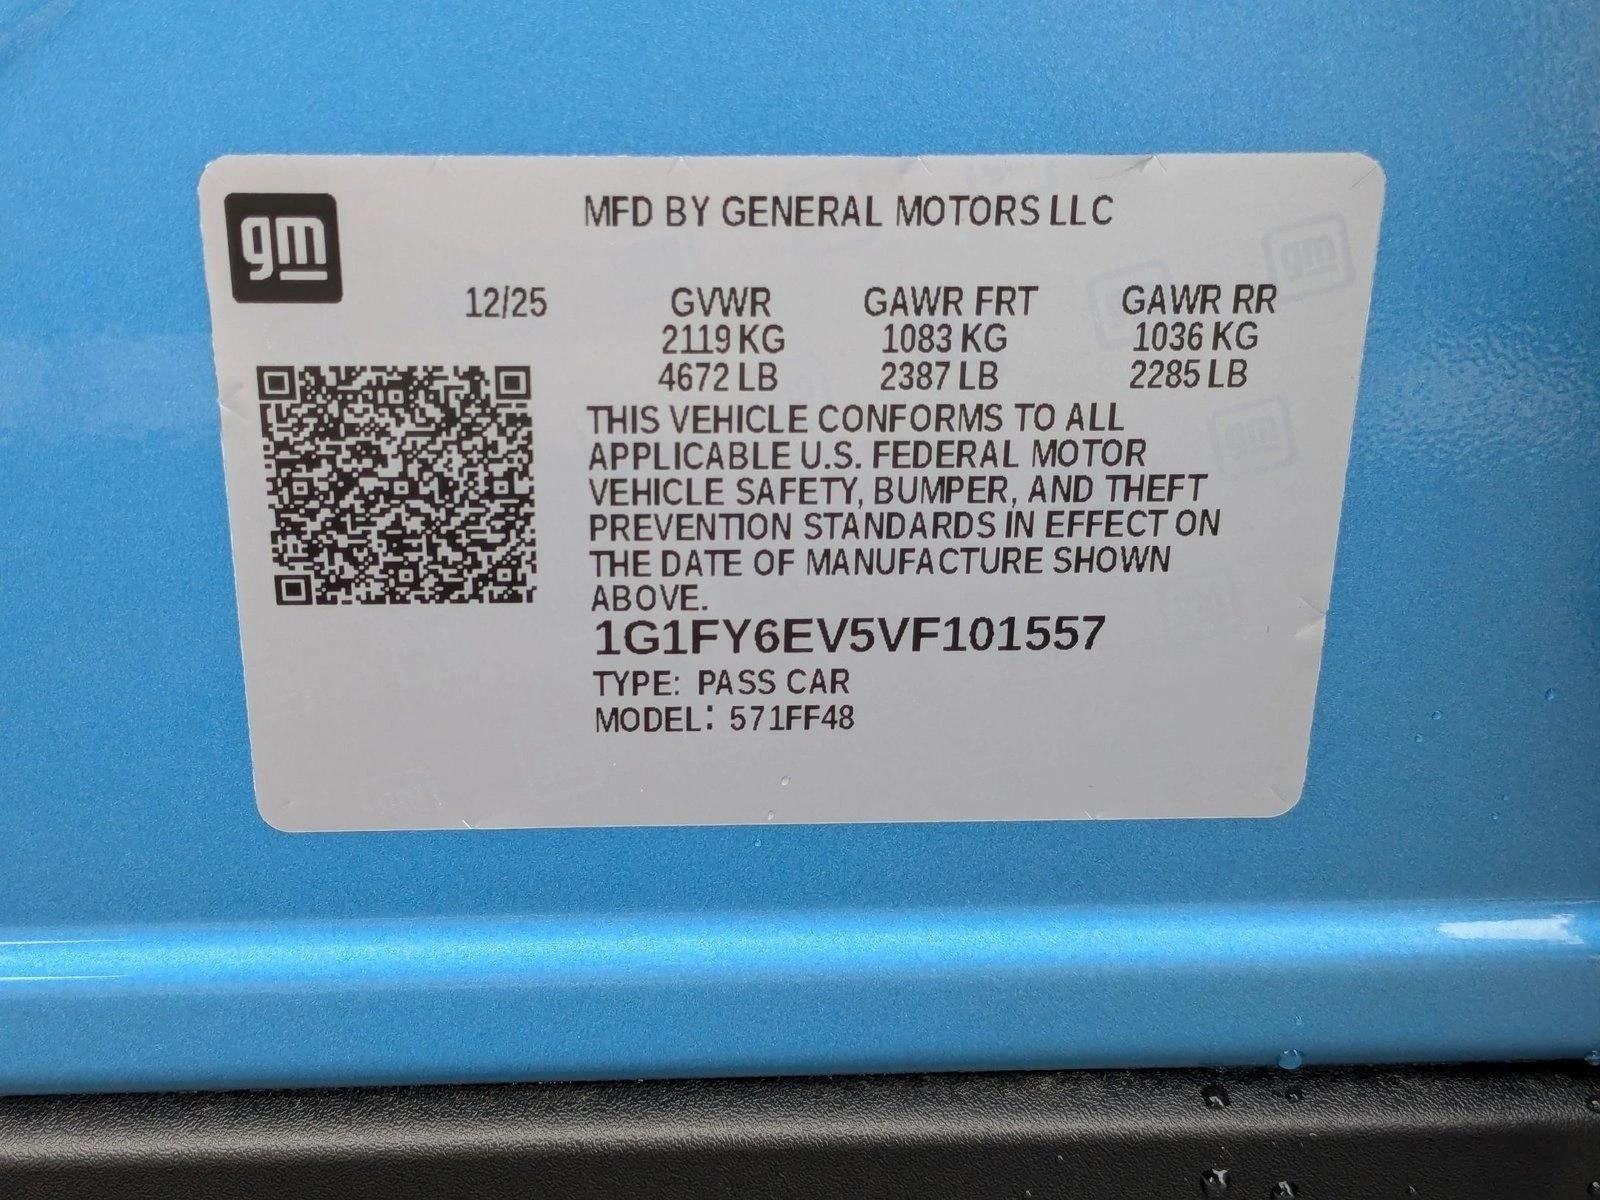 gm
MFD BY GENERAL MOTORS LLC
12/25 GVWR GAWR FRT GAWR RR
2119 KG 1083 KG 1036 KG
4672 LB 2387 LB 2285 LB
THIS VEHICLE CONFORMS TO ALL
APPLICABLE U.S. FEDERAL MOTOR
VEHICLE SAFETY, BUMPER, AND THEFT
PREVENTION STANDARDS IN EFFECT ON
THE DATE OF MANUFACTURE SHOWN
ABOVE.
1G1FY6EV5VF101557
TYPE: PASS CAR
MODEL: 571FF48